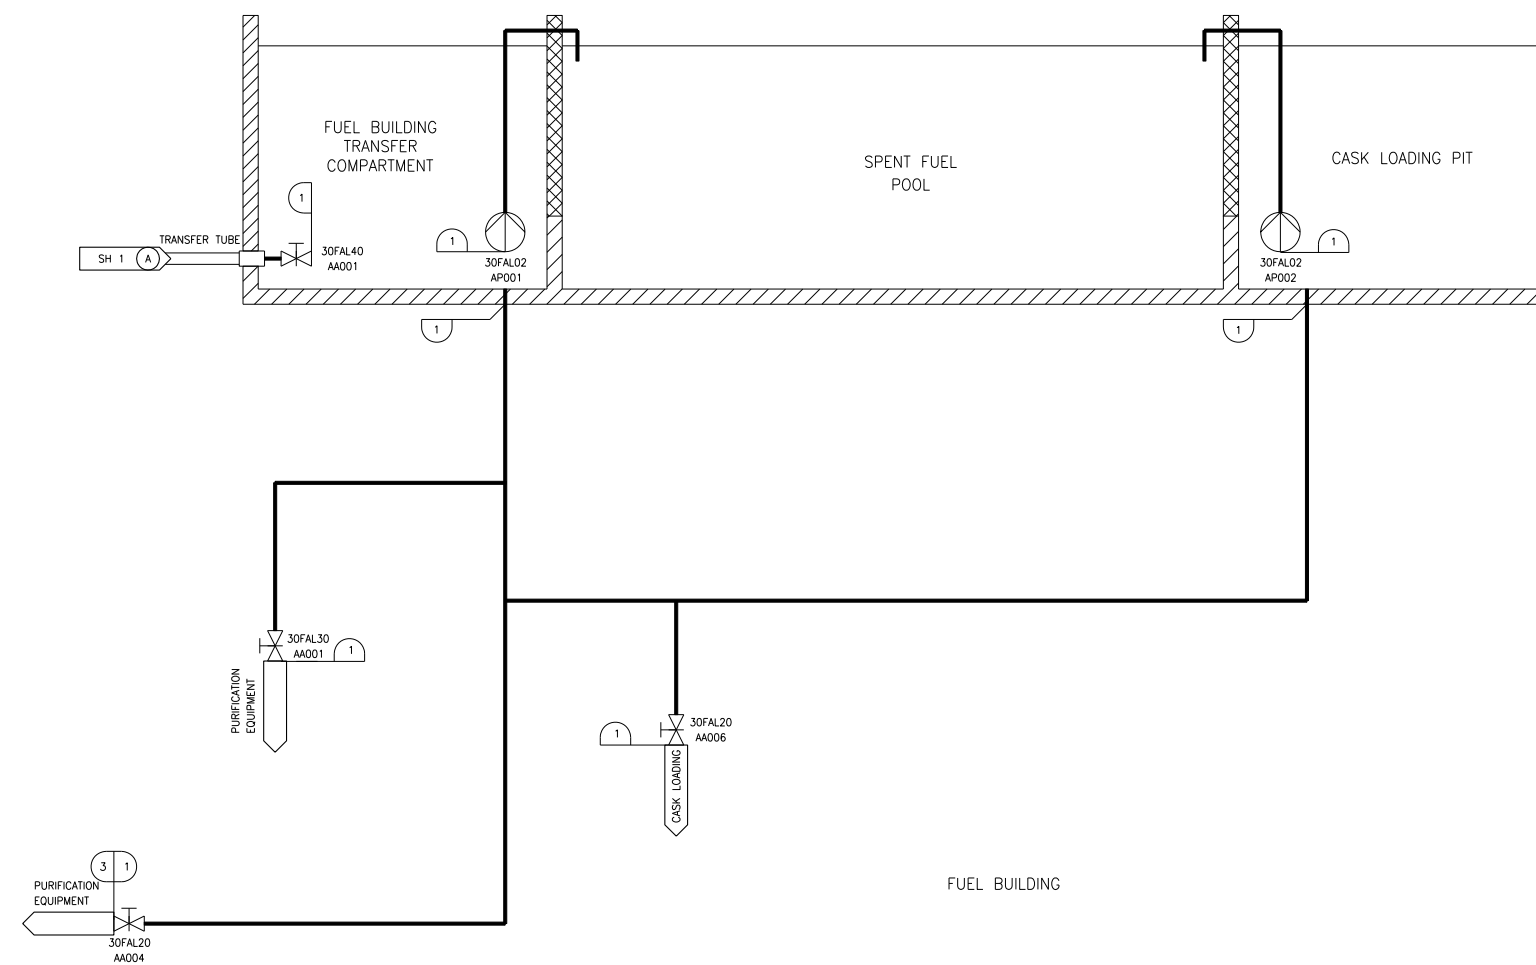 FUEL BUILDING
TRANSFER
COMPARTMENT
SPENT FUEL
POOL
CASK LOADING PIT
1
TRANSFER TUBE
SH 1 A
30FAL40
AA001
1
30FAL02
AP001
1
30FAL02
AP002
1
1
30FAL30
AA001
1
PURIFICATION
EQUIPMENT
1
30FAL20
AA006
CASK LOADING
3 1
PURIFICATION
EQUIPMENT
30FAL20
AA004
FUEL BUILDING